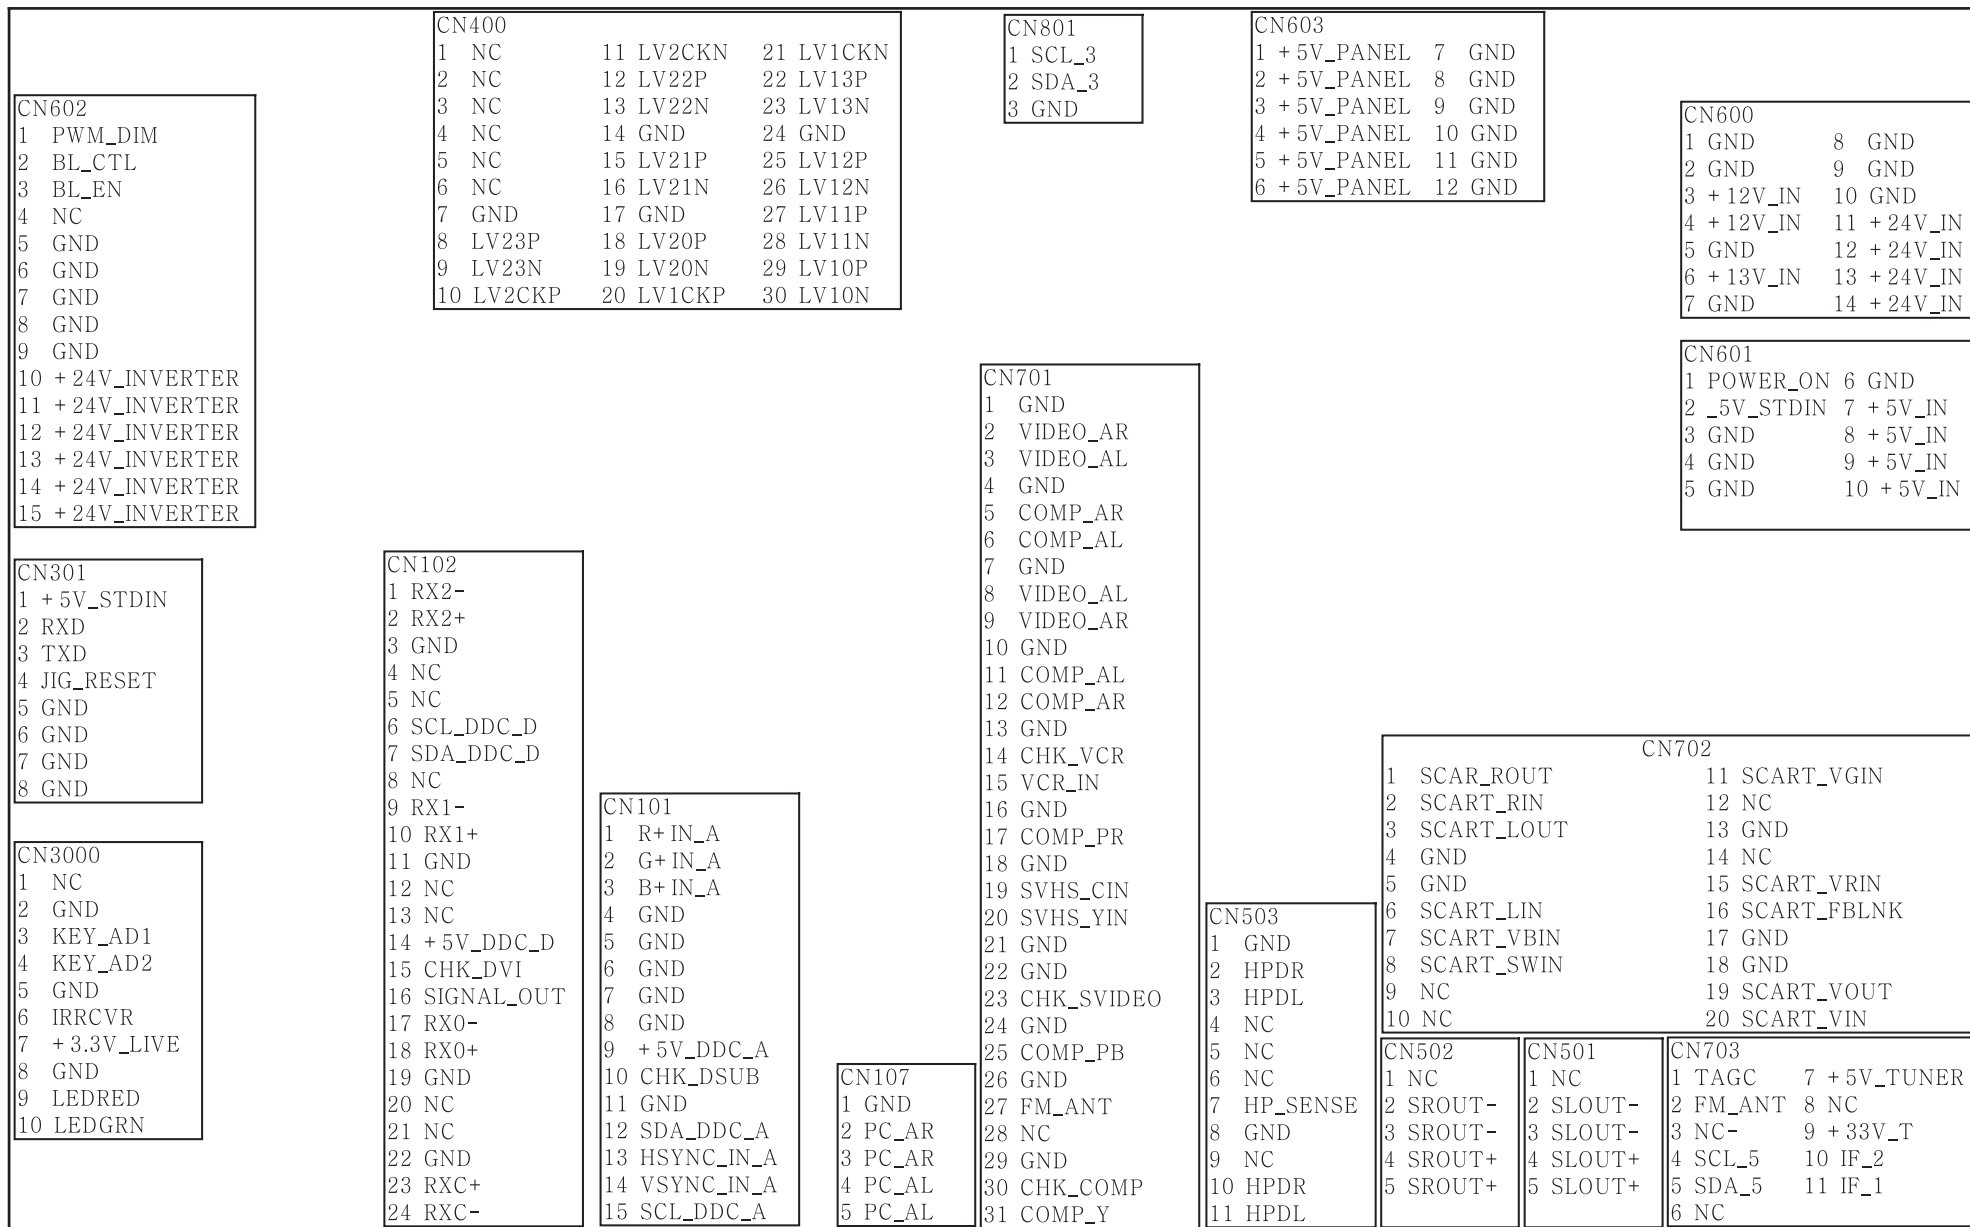 CN400
1 NC 11 LV2CKN 21 LV1CKN
2 NC 12 LV22P 22 LV13P
3 NC 13 LV22N 23 LV13N
4 NC 14 GND 24 GND
5 NC 15 LV21P 25 LV12P
6 NC 16 LV21N 26 LV12N
7 GND 17 GND 27 LV11P
8 LV23P 18 LV20P 28 LV11N
9 LV23N 19 LV20N 29 LV10P
10 LV2CKP 20 LV1CKP 30 LV10N
CN801
1 SCL_3
2 SDA_3
3 GND
CN603
1 +5V_PANEL 7 GND
2 +5V_PANEL 8 GND
3 +5V_PANEL 9 GND
4 +5V_PANEL 10 GND
5 +5V_PANEL 11 GND
6 +5V_PANEL 12 GND
CN602
1 PWM_DIM
2 BL_CTL
3 BL_EN
4 NC
5 GND
6 GND
7 GND
8 GND
9 GND
10 +24V_INVERTER
11 +24V_INVERTER
12 +24V_INVERTER
13 +24V_INVERTER
14 +24V_INVERTER
15 +24V_INVERTER
CN600
1 GND 8 GND
2 GND 9 GND
3 +12V_IN 10 GND
4 +12V_IN 11 +24V_IN
5 GND 12 +24V_IN
6 +13V_IN 13 +24V_IN
7 GND 14 +24V_IN
CN601
1 POWER_ON 6 GND
2 _5V_STDIN 7 +5V_IN
3 GND 8 +5V_IN
4 GND 9 +5V_IN
5 GND 10 +5V_IN
CN301
1 +5V_STDIN
2 RXD
3 TXD
4 JIG_RESET
5 GND
6 GND
7 GND
8 GND
CN3000
1 NC
2 GND
3 KEY_AD1
4 KEY_AD2
5 GND
6 IRRCVR
7 +3.3V_LIVE
8 GND
9 LEDRED
10 LEDGRN
CN102
1 RX2-
2 RX2+
3 GND
4 NC
5 NC
6 SCL_DDC_D
7 SDA_DDC_D
8 NC
9 RX1-
10 RX1+
11 GND
12 NC
13 NC
14 +5V_DDC_D
15 CHK_DVI
16 SIGNAL_OUT
17 RX0-
18 RX0+
19 GND
20 NC
21 NC
22 GND
23 RXC+
24 RXC-
CN101
1 R+IN_A
2 G+IN_A
3 B+IN_A
4 GND
5 GND
6 GND
7 GND
8 GND
9 +5V_DDC_A
10 CHK_DSUB
11 GND
12 SDA_DDC_A
13 HSYNC_IN_A
14 VSYNC_IN_A
15 SCL_DDC_A
CN107
1 GND
2 PC_AR
3 PC_AR
4 PC_AL
5 PC_AL
CN701
1 GND
2 VIDEO_AR
3 VIDEO_AL
4 GND
5 COMP_AR
6 COMP_AL
7 GND
8 VIDEO_AL
9 VIDEO_AR
10 GND
11 COMP_AL
12 COMP_AR
13 GND
14 CHK_VCR
15 VCR_IN
16 GND
17 COMP_PR
18 GND
19 SVHS_CIN
20 SVHS_YIN
21 GND
22 GND
23 CHK_SVIDEO
24 GND
25 COMP_PB
26 GND
27 FM_ANT
28 NC
29 GND
30 CHK_COMP
31 COMP_Y
CN503
1 GND
2 HPDR
3 HPDL
4 NC
5 NC
6 NC
7 HP_SENSE
8 GND
9 NC
10 HPDR
11 HPDL
CN702
1 SCAR_ROUT 11 SCART_VGIN
2 SCART_RIN 12 NC
3 SCART_LOUT 13 GND
4 GND 14 NC
5 GND 15 SCART_VRIN
6 SCART_LIN 16 SCART_FBLNK
7 SCART_VBIN 17 GND
8 SCART_SWIN 18 GND
9 NC 19 SCART_VOUT
10 NC 20 SCART_VIN
CN502
1 NC
2 SROUT-
3 SROUT-
4 SROUT+
5 SROUT+
CN501
1 NC
2 SLOUT-
3 SLOUT-
4 SLOUT+
5 SLOUT+
CN703
1 TAGC 7 +5V_TUNER
2 FM_ANT 8 NC
3 NC- 9 +33V_T
4 SCL_5 10 IF_2
5 SDA_5 11 IF_1
6 NC